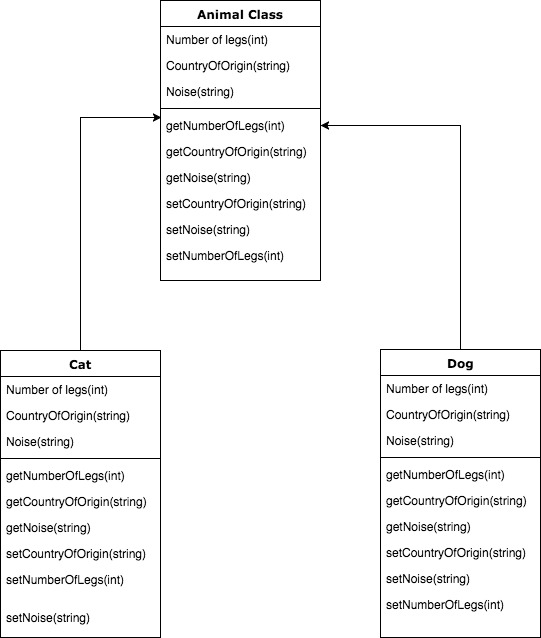 Animal Class
Number of legs(int)
CountryOfOrigin(string)
Noise(string)
getNumberOfLegs(int)
getCountryOfOrigin(string)
getNoise(string)
setCountryOfOrigin(string)
setNoise(string)
setNumberOfLegs(int)
Cat
Number of legs(int)
CountryOfOrigin(string)
Noise(string)
getNumberOfLegs(int)
getCountryOfOrigin(string)
getNoise(string)
setCountryOfOrigin(string)
setNumberOfLegs(int)
setNoise(string)
Dog
Number of legs(int)
CountryOfOrigin(string)
Noise(string)
getNumberOfLegs(int)
getCountryOfOrigin(string)
getNoise(string)
setCountryOfOrigin(string)
setNoise(string)
setNumberOfLegs(int)